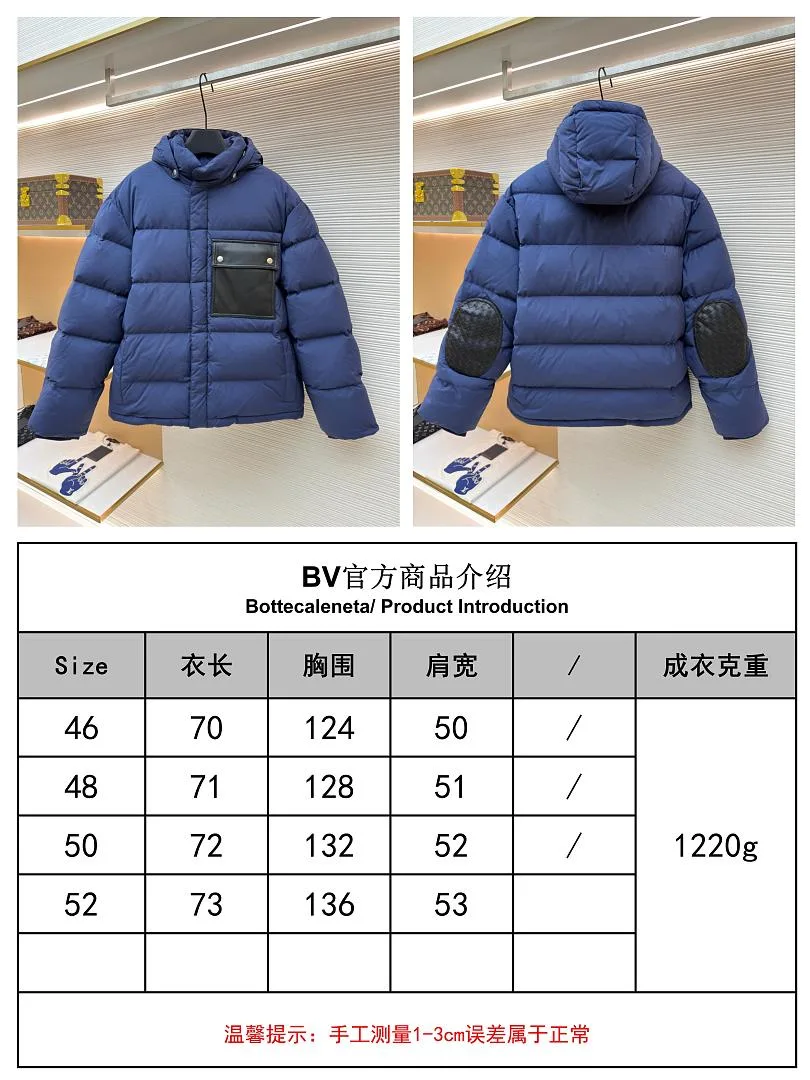 BV官方商品介绍
Bottecaleneta/ Product Introduction
Size 衣长 胸围 肩宽 / 成衣克重
46 70 124 50 /
48 71 128 51 /
50 72 132 52 / 1220g
52 73 136 53
温馨提示：手工测量1-3cm误差属于正常